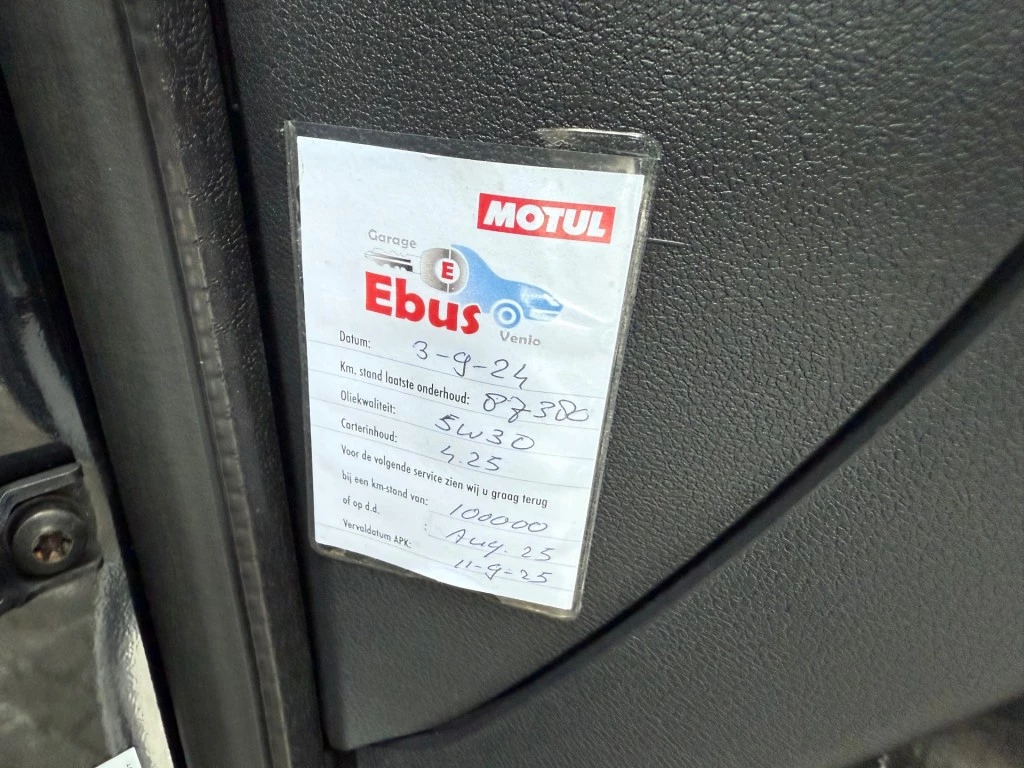 MOTUL
Garage
E
Ebus
Venlo
Datum: 3-9-24
Km. stand laatste onderhoud: 87380
Oliekwaliteit: 5W30
Carterinhoud: 4.25
Voor de volgende service zien wij u graag terug
bij een km-stand van: 100000
of op d.d. : Aug. 25
Vervaldatum APK: 11-9-25